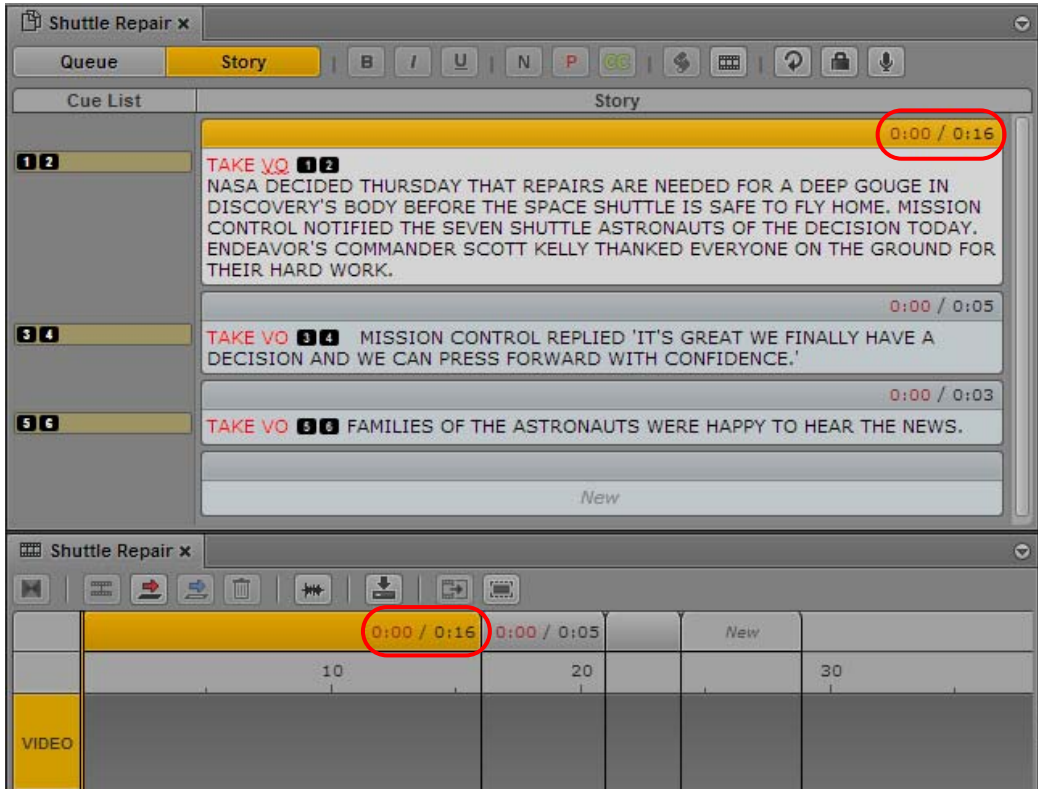 Shuttle Repair x
Queue Story B I U N P CC
Cue List Story
0:00 / 0:16
1 2 TAKE VO 1 2
NASA DECIDED THURSDAY THAT REPAIRS ARE NEEDED FOR A DEEP GOUGE IN
DISCOVERY'S BODY BEFORE THE SPACE SHUTTLE IS SAFE TO FLY HOME. MISSION
CONTROL NOTIFIED THE SEVEN SHUTTLE ASTRONAUTS OF THE DECISION TODAY.
ENDEAVOR'S COMMANDER SCOTT KELLY THANKED EVERYONE ON THE GROUND FOR
THEIR HARD WORK.
0:00 / 0:05
3 4 TAKE VO 3 4 MISSION CONTROL REPLIED 'IT'S GREAT WE FINALLY HAVE A
DECISION AND WE CAN PRESS FORWARD WITH CONFIDENCE.'
0:00 / 0:03
5 6 TAKE VO 5 6 FAMILIES OF THE ASTRONAUTS WERE HAPPY TO HEAR THE NEWS.
New
Shuttle Repair x
0:00 / 0:16 0:00 / 0:05 New
10 20 30
VIDEO